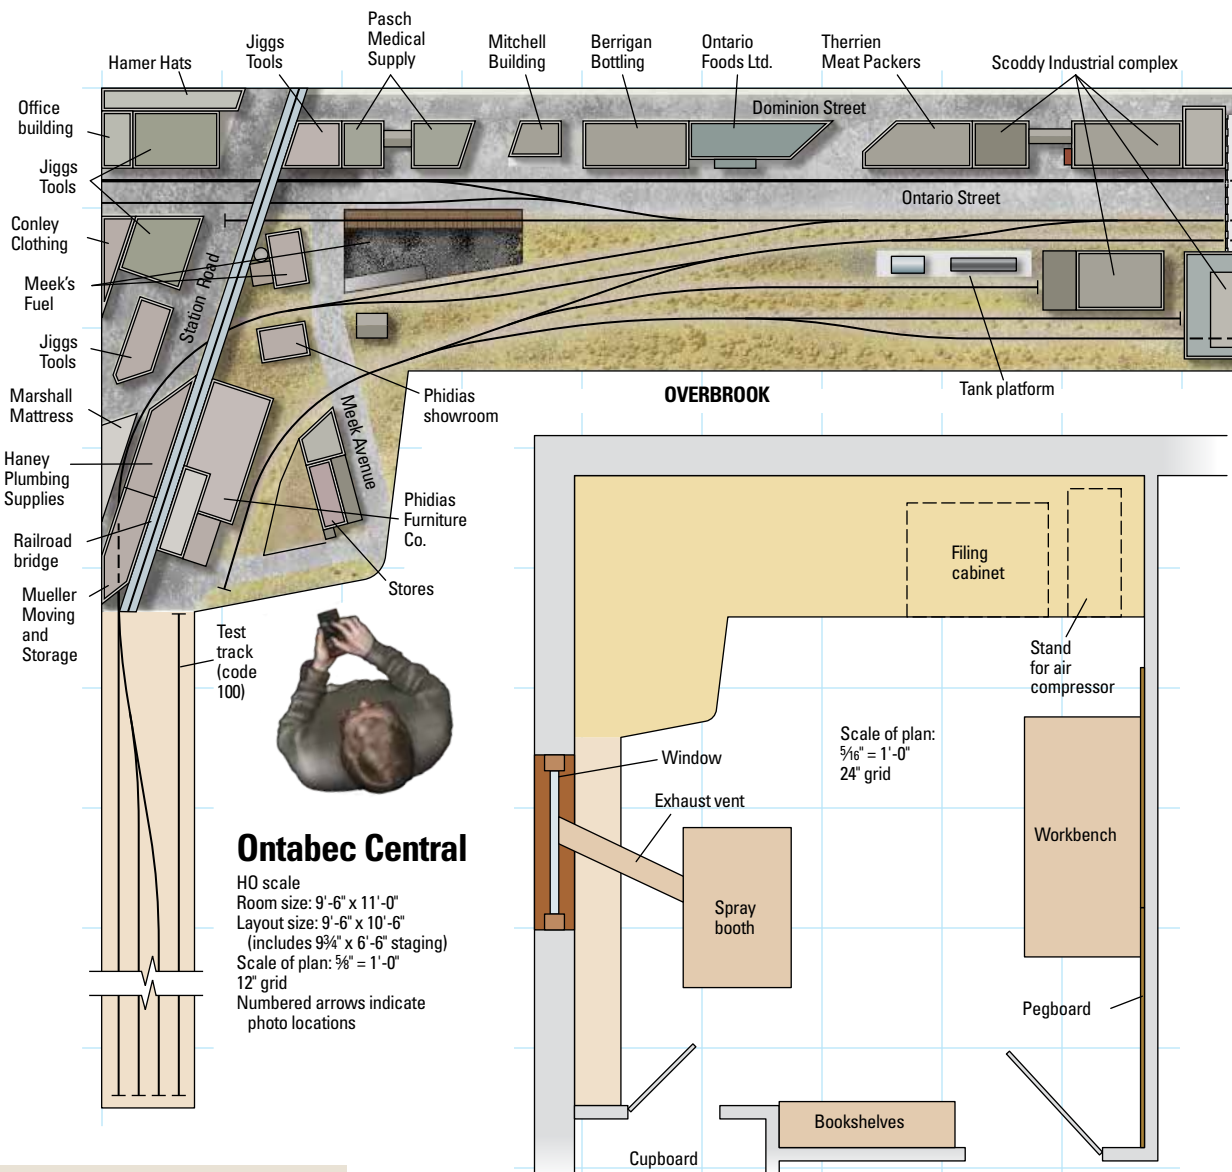 Hamer Hats
Jiggs
Tools
Pasch
Medical
Supply
Mitchell
Building
Berrigan
Bottling
Ontario
Foods Ltd.
Therrien
Meat Packers
Scoddy Industrial complex
Office
building
Jiggs
Tools
Conley
Clothing
Meek's
Fuel
Jiggs
Tools
Marshall
Mattress
Haney
Plumbing
Supplies
Railroad
bridge
Mueller
Moving
and
Storage
Dominion Street
Ontario Street
Station Road
Meek Avenue
Phidias
showroom
Phidias
Furniture
Co.
Stores
OVERBROOK
Tank platform
Test
track
(code
100)
Ontabec Central
HO scale
Room size: 9'-6" x 11'-0"
Layout size: 9'-6" x 10'-6"
(includes 9¾" x 6'-6" staging)
Scale of plan: ⅝" = 1'-0"
12" grid
Numbered arrows indicate
photo locations
Filing
cabinet
Stand
for air
compressor
Scale of plan:
5⁄16" = 1'-0"
24" grid
Window
Exhaust vent
Spray
booth
Workbench
Pegboard
Bookshelves
Cupboard